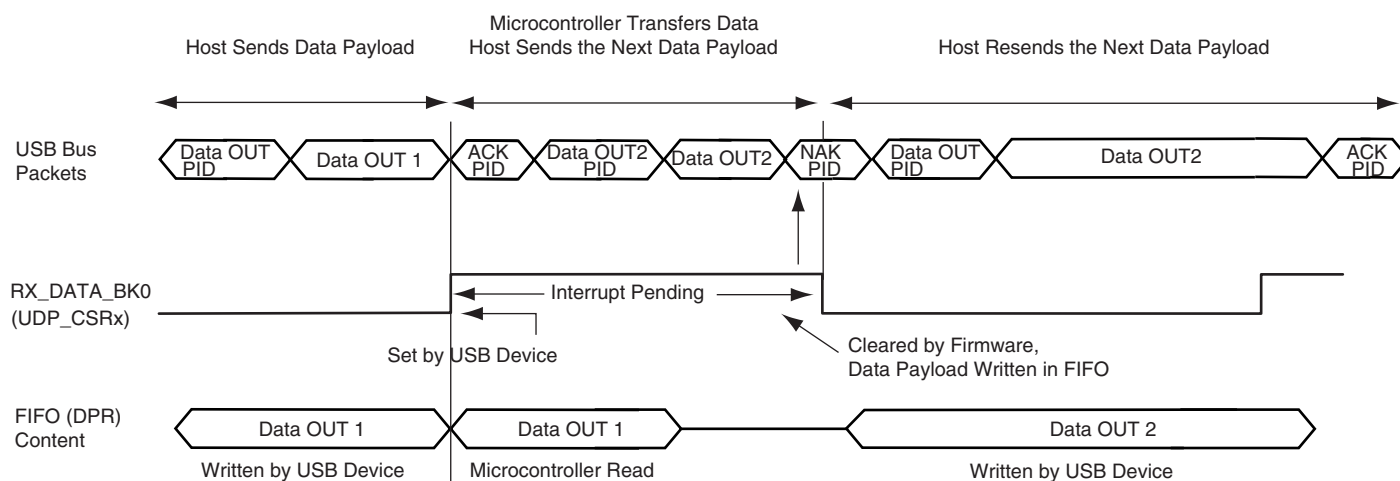 Host Sends Data Payload
Microcontroller Transfers Data
Host Sends the Next Data Payload
Host Resends the Next Data Payload
USB Bus
Packets
Data OUT
PID
Data OUT 1
ACK
PID
Data OUT2
PID
Data OUT2
NAK
PID
Data OUT
PID
Data OUT2
ACK
PID
RX_DATA_BK0
(UDP_CSRx)
Interrupt Pending
Set by USB Device
Cleared by Firmware,
Data Payload Written in FIFO
FIFO (DPR)
Content
Data OUT 1
Data OUT 1
Data OUT 2
Written by USB Device
Microcontroller Read
Written by USB Device